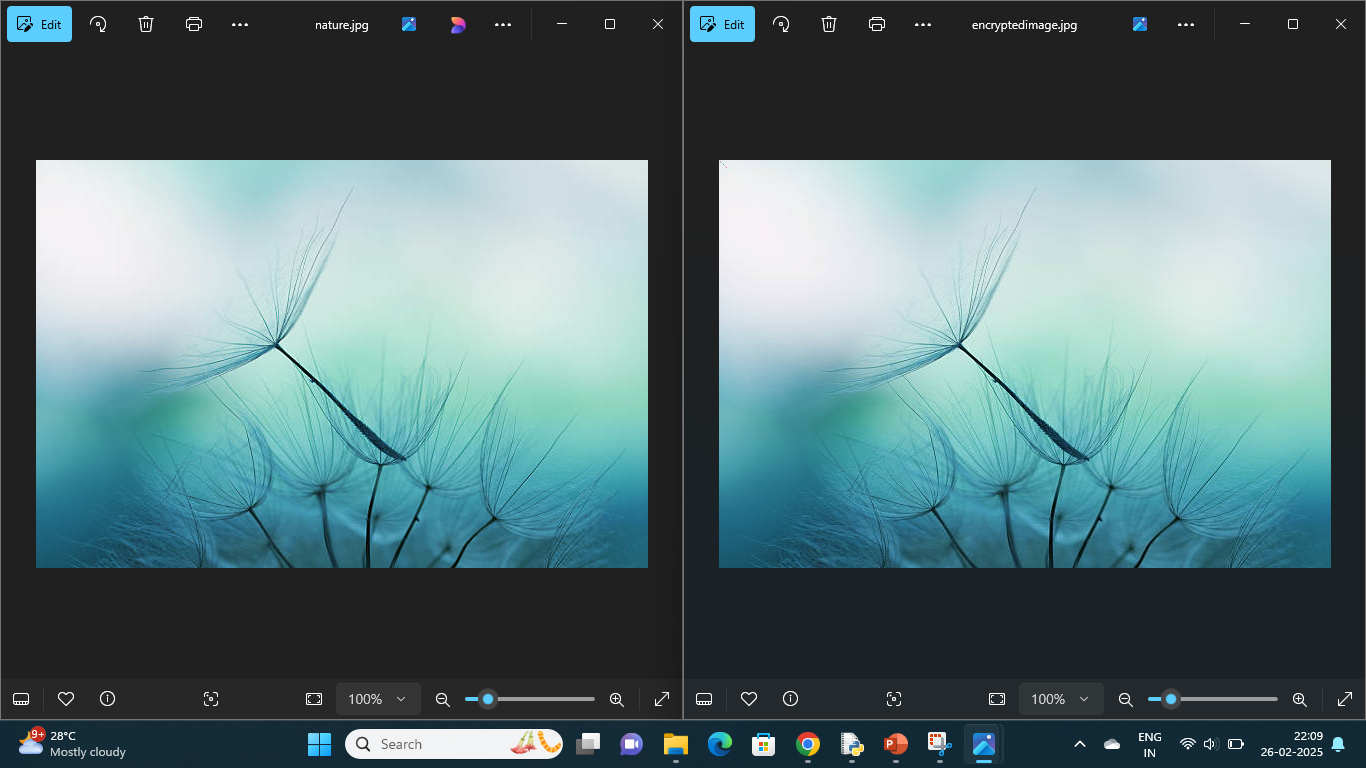 Edit
nature.jpg
Edit
encryptedimage.jpg
100%
100%
9+
28°C
Mostly cloudy
Search
ENG
IN
22:09
26-02-2025